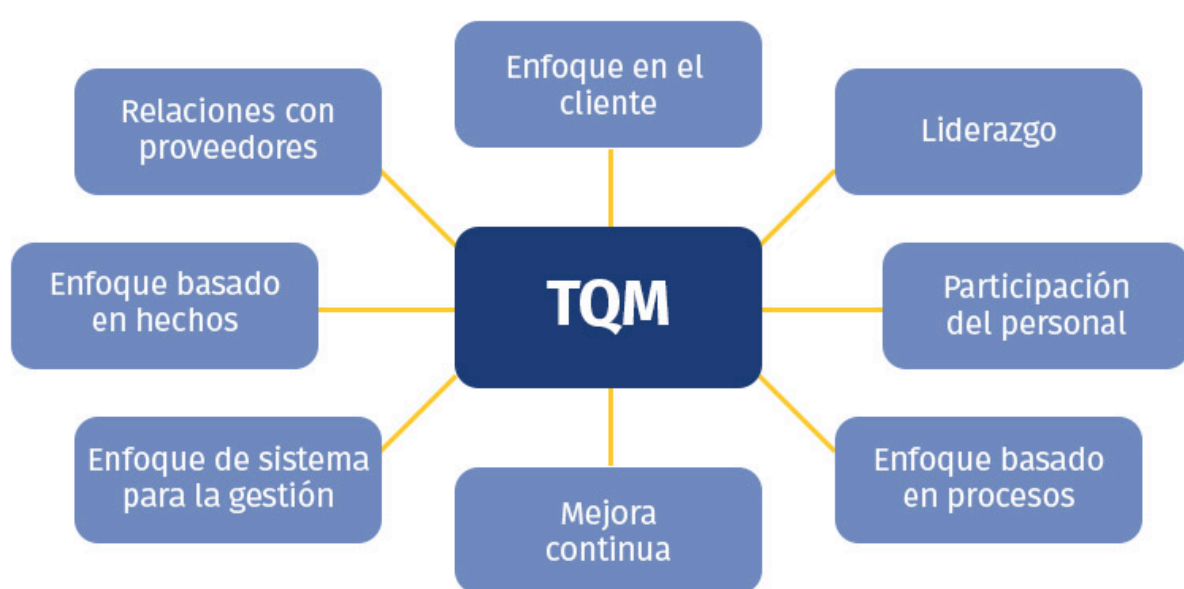 Enfoque en el
cliente
Relaciones con
proveedores
Liderazgo
Enfoque basado
en hechos
TQM
Participación
del personal
Enfoque de sistema
para la gestión
Mejora
continua
Enfoque basado
en procesos